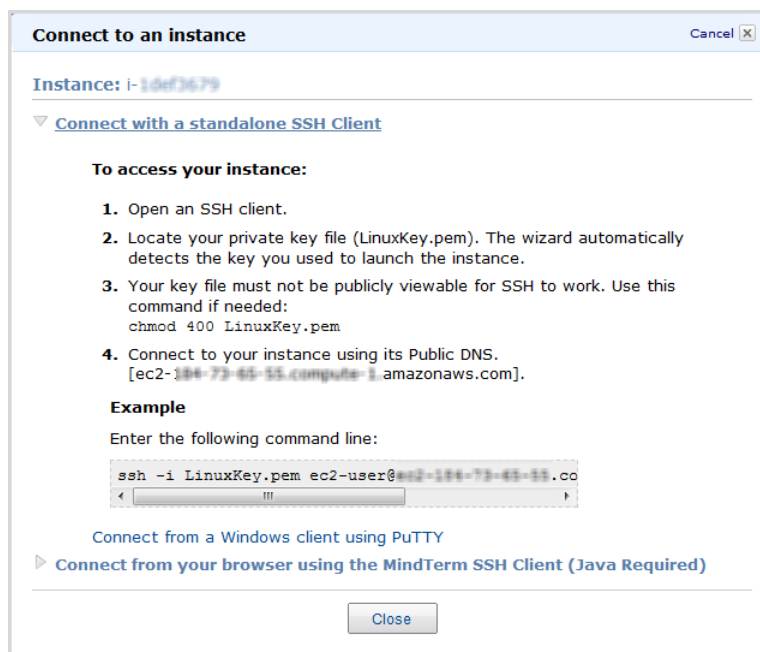 Connect to an instance
Cancel
Instance: i-
Connect with a standalone SSH Client
To access your instance:
1. Open an SSH client.
2. Locate your private key file (LinuxKey.pem). The wizard automatically
detects the key you used to launch the instance.
3. Your key file must not be publicly viewable for SSH to work. Use this
command if needed:
chmod 400 LinuxKey.pem
4. Connect to your instance using its Public DNS.
[ec2- amazonaws.com].
Example
Enter the following command line:
ssh -i LinuxKey.pem ec2-user@ .co
Connect from a Windows client using PuTTY
Connect from your browser using the MindTerm SSH Client (Java Required)
Close